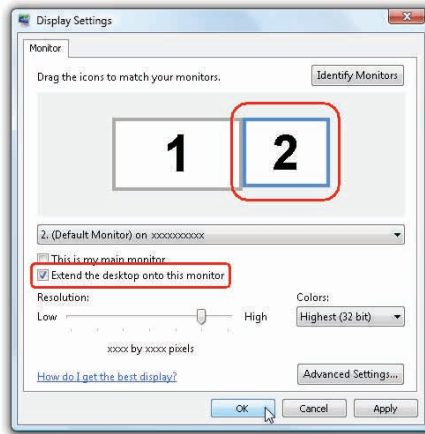 Display Settings
Monitor
Drag the icons to match your monitors.
Identify Monitors
1
2
2. (Default Monitor) on xxxxxxxxxx
This is my main monitor
Extend the desktop onto this monitor
Resolution:
Colors:
Low
High
Highest (32 bit)
xxxx by xxxx pixels
How do I get the best display?
Advanced Settings...
OK
Cancel
Apply